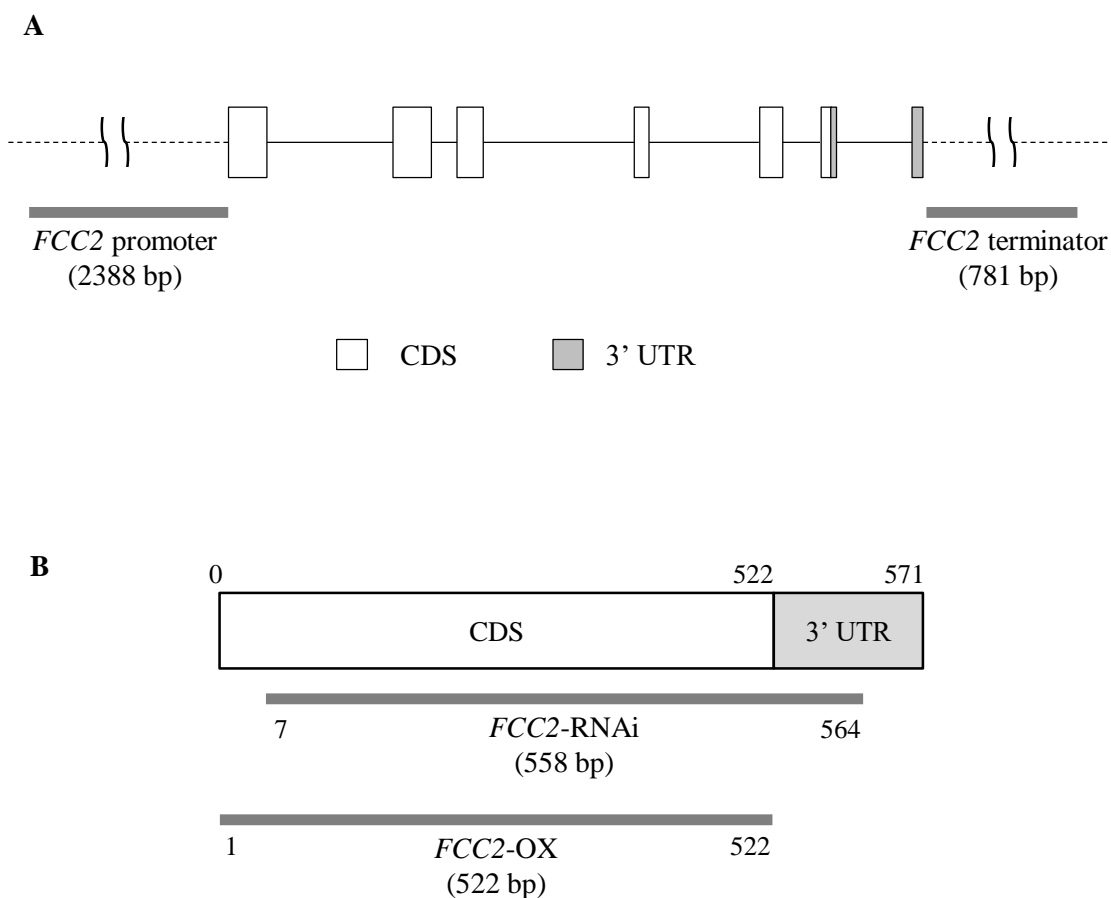 A
FCC2 promoter
(2388 bp)
FCC2 terminator
(781 bp)
CDS
3’ UTR
B
0
522
571
CDS
3’ UTR
7
FCC2-RNAi
564
(558 bp)
1
FCC2-OX
522
(522 bp)